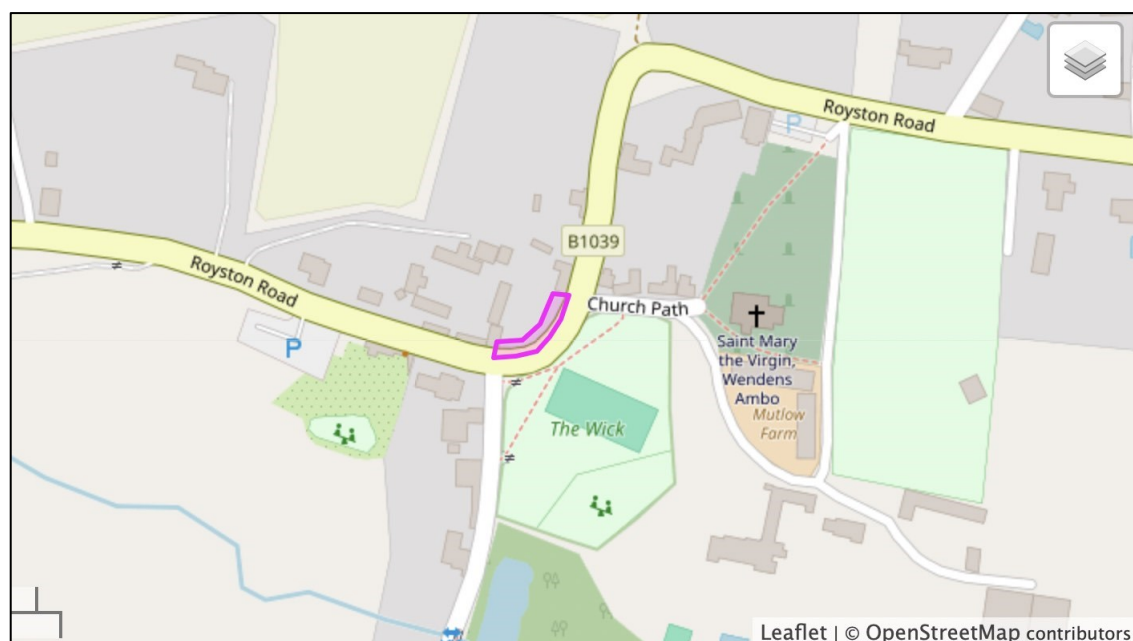 Royston Road
P
B1039
Royston Road
Church Path
P
Saint Mary
the Virgin,
Wendens
Ambo
Mutlow
Farm
The Wick
Leaflet | © OpenStreetMap contributors